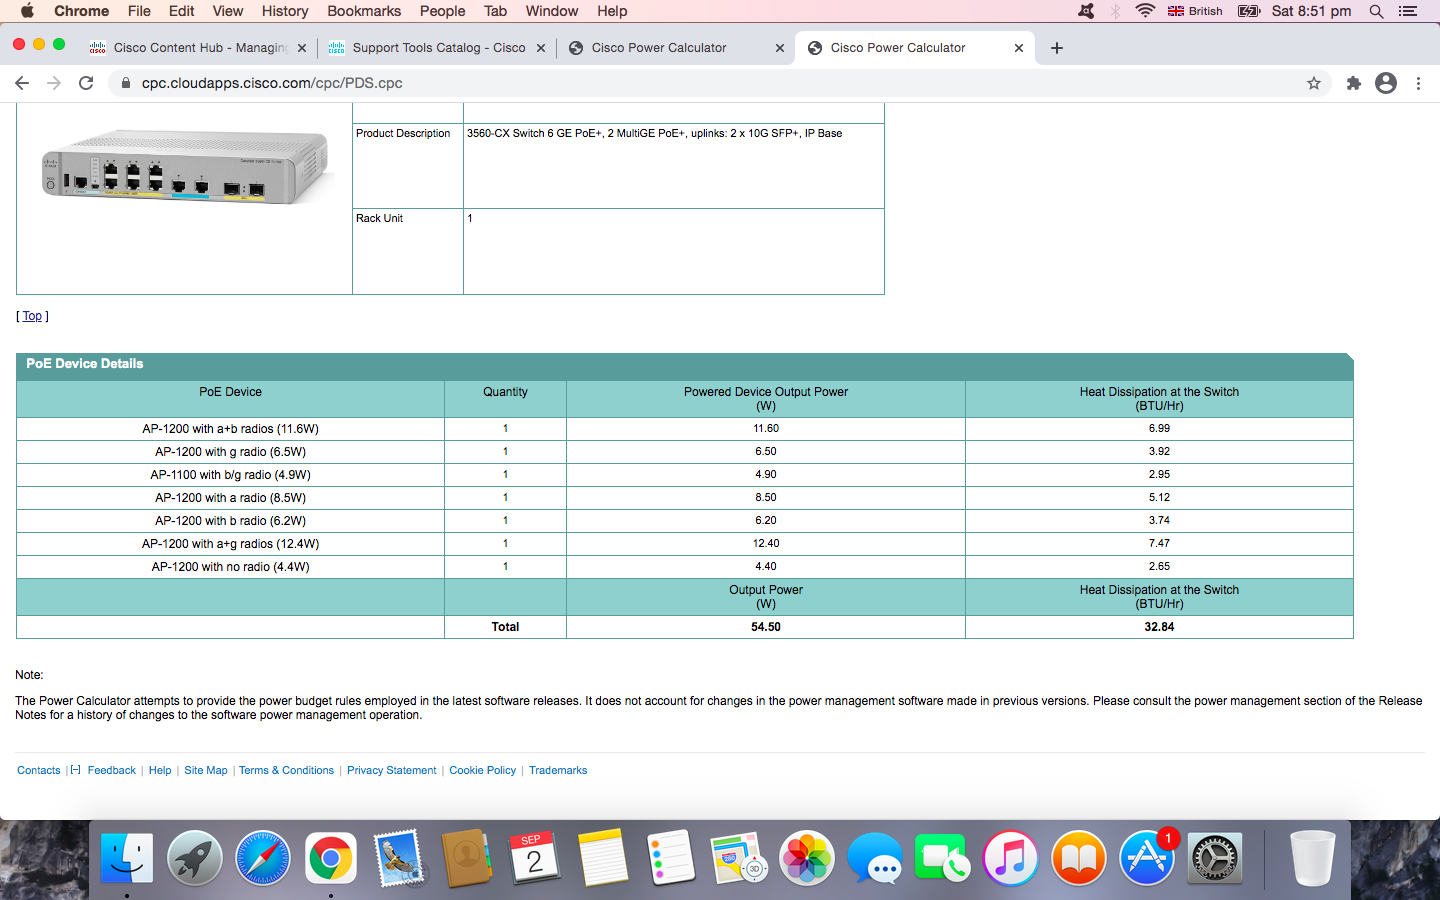 Chrome File Edit View History Bookmarks People Tab Window Help British Sat 8:51 pm
Cisco Content Hub - Managing Support Tools Catalog - Cisco Cisco Power Calculator Cisco Power Calculator
cpc.cloudapps.cisco.com/cpc/PDS.cpc
Product Description 3560-CX Switch 6 GE PoE+, 2 MultiGE PoE+, uplinks: 2 x 10G SFP+, IP Base
Rack Unit 1
[ Top ]
PoE Device Details
PoE Device Quantity Powered Device Output Power (W) Heat Dissipation at the Switch (BTU/Hr)
AP-1200 with a+b radios (11.6W) 1 11.60 6.99
AP-1200 with g radio (6.5W) 1 6.50 3.92
AP-1100 with b/g radio (4.9W) 1 4.90 2.95
AP-1200 with a radio (8.5W) 1 8.50 5.12
AP-1200 with b radio (6.2W) 1 6.20 3.74
AP-1200 with a+g radios (12.4W) 1 12.40 7.47
AP-1200 with no radio (4.4W) 1 4.40 2.65
Output Power (W) Heat Dissipation at the Switch (BTU/Hr)
Total 54.50 32.84
Note:
The Power Calculator attempts to provide the power budget rules employed in the latest software releases. It does not account for changes in the power management software made in previous versions. Please consult the power management section of the Release
Notes for a history of changes to the software power management operation.
Contacts | [-] Feedback | Help | Site Map | Terms & Conditions | Privacy Statement | Cookie Policy | Trademarks
SEP
2
280
3D
1